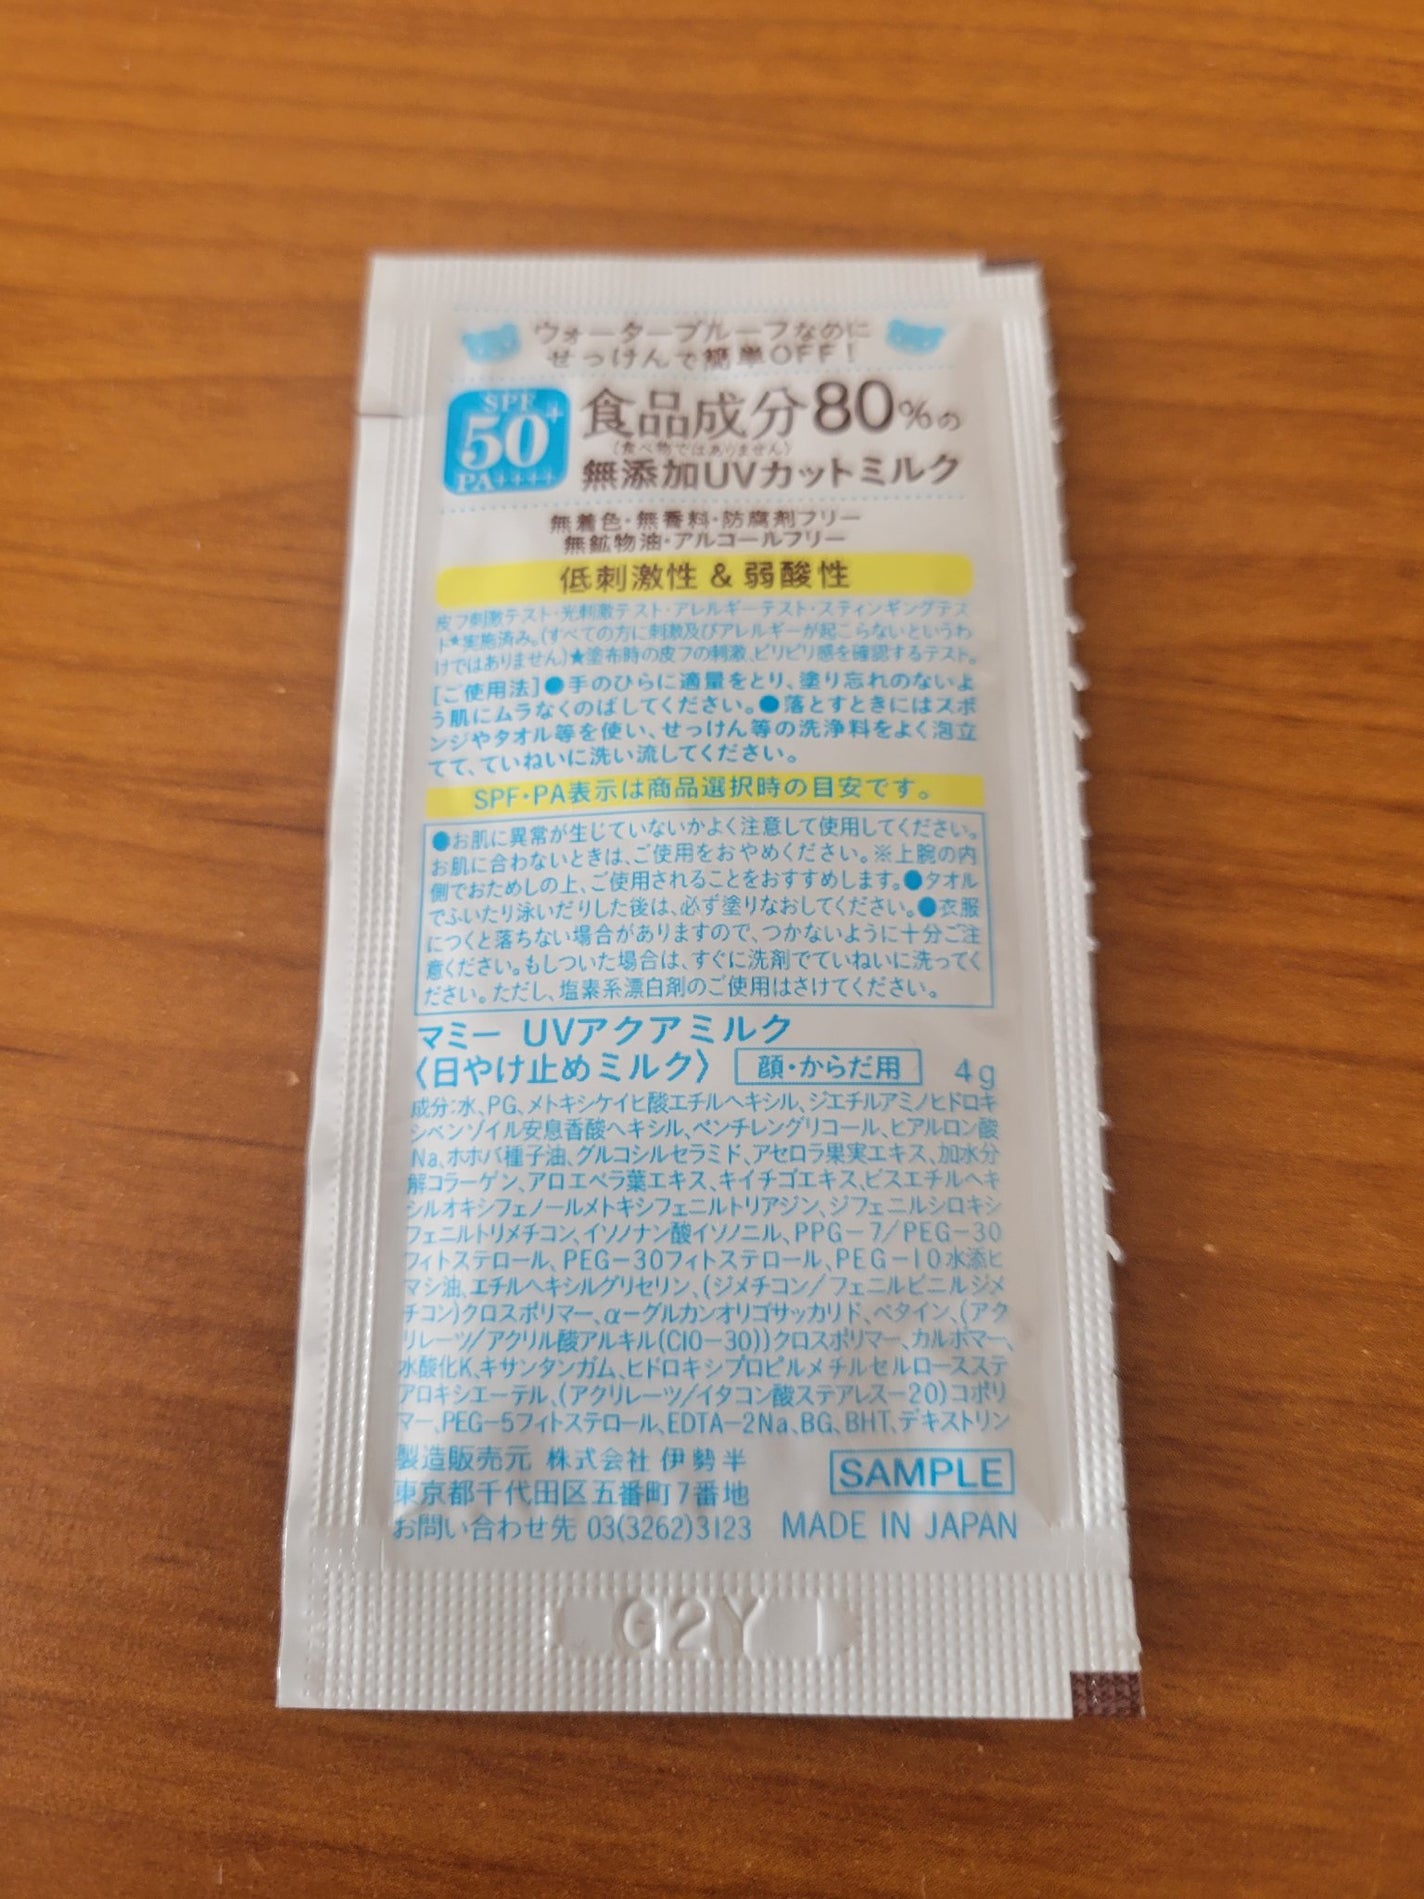 ウォータープルーフなのに
せっけんで簡単OFF!
SPF
50+
PA++++
食品成分80%の
(食べ物ではありません)
無添加UVカットミルク
無着色・無香料・防腐剤フリー
無鉱物油・アルコールフリー
低刺激性 & 弱酸性
皮フ刺激テスト・光刺激テスト・アレルギーテスト・スティンギングテス
ト★実施済み。(すべての方に刺激及びアレルギーが起こらないというわ
けではありません)★塗布時の皮フの刺激、ピリピリ感を確認するテスト。
[ご使用法]●手のひらに適量をとり、塗り忘れのないよ
う肌にムラなくのばしてください。●落とすときにはスポ
ンジやタオル等を使い、せっけん等の洗浄料をよく泡立
てて、ていねいに洗い流してください。
SPF・PA表示は商品選択時の目安です。
●お肌に異常が生じていないかよく注意して使用してください。
お肌に合わないときは、ご使用をおやめください。※上腕の内
側でおためしの上、ご使用されることをおすすめします。●タオル
でふいたり泳いだりした後は、必ず塗りなおしてください。●衣服
につくと落ちない場合がありますので、つかないように十分ご注
意ください。もしついた場合は、すぐに洗剤でていねいに洗ってく
ださい。ただし、塩素系漂白剤のご使用はさけてください。
マミー UVアクアミルク
〈日やけ止めミルク〉 顔・からだ用 4g
成分:水、PG、メトキシケイヒ酸エチルヘキシル、ジエチルアミノヒドロキ
シベンゾイル安息香酸ヘキシル、ペンチレングリコール、ヒアルロン酸
Na、ホホバ種子油、グルコシルセラミド、アセロラ果実エキス、加水分
解コラーゲン、アロエベラ葉エキス、キイチゴエキス、ビスエチルヘキ
シルオキシフェノールメトキシフェニルトリアジン、ジフェニルシロキシ
フェニルトリメチコン、イソノナン酸イソノニル、PPG-7/PEG-30
フィトステロール、PEG-30フィトステロール、PEG-10水添ヒ
マシ油、エチルヘキシルグリセリン、(ジメチコン/フェニルビニルジメ
チコン)クロスポリマー、α-グルカンオリゴサッカリド、ベタイン、(アク
リレーツ/アクリル酸アルキル(C10-30))クロスポリマー、カルボマー、
水酸化K、キサンタンガム、ヒドロキシプロピルメチルセルロースステ
アロキシエーテル、(アクリレーツ/イタコン酸ステアレス-20)コポリ
マー、PEG-5フィトステロール、EDTA-2Na、BG、BHT、デキストリン
製造販売元 株式会社 伊勢半
東京都千代田区五番町7番地
SAMPLE
お問い合わせ先 03(3262)3123 MADE IN JAPAN
G2Y